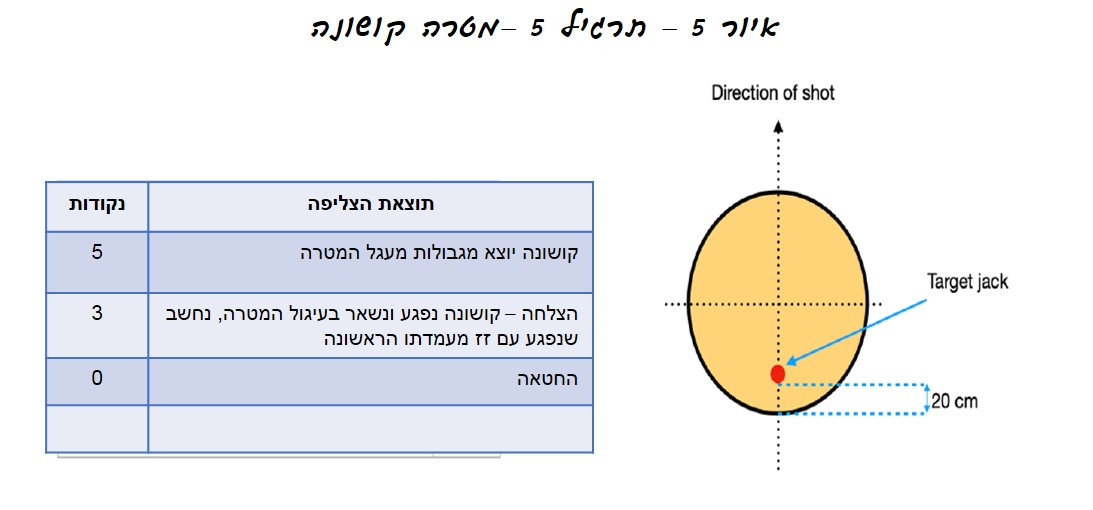 איור 5 – תרגיל 5 –מטרה קושונה
Direction of shot
תוצאת הצליפה נקודות
קושונה יוצא מגבולות מעגל המטרה 5
הצלחה – קושונה נפגע ונשאר בעיגול המטרה, נחשב 3
שנפגע עם זז מעמדתו הראשונה
החטאה 0
Target jack
20 cm